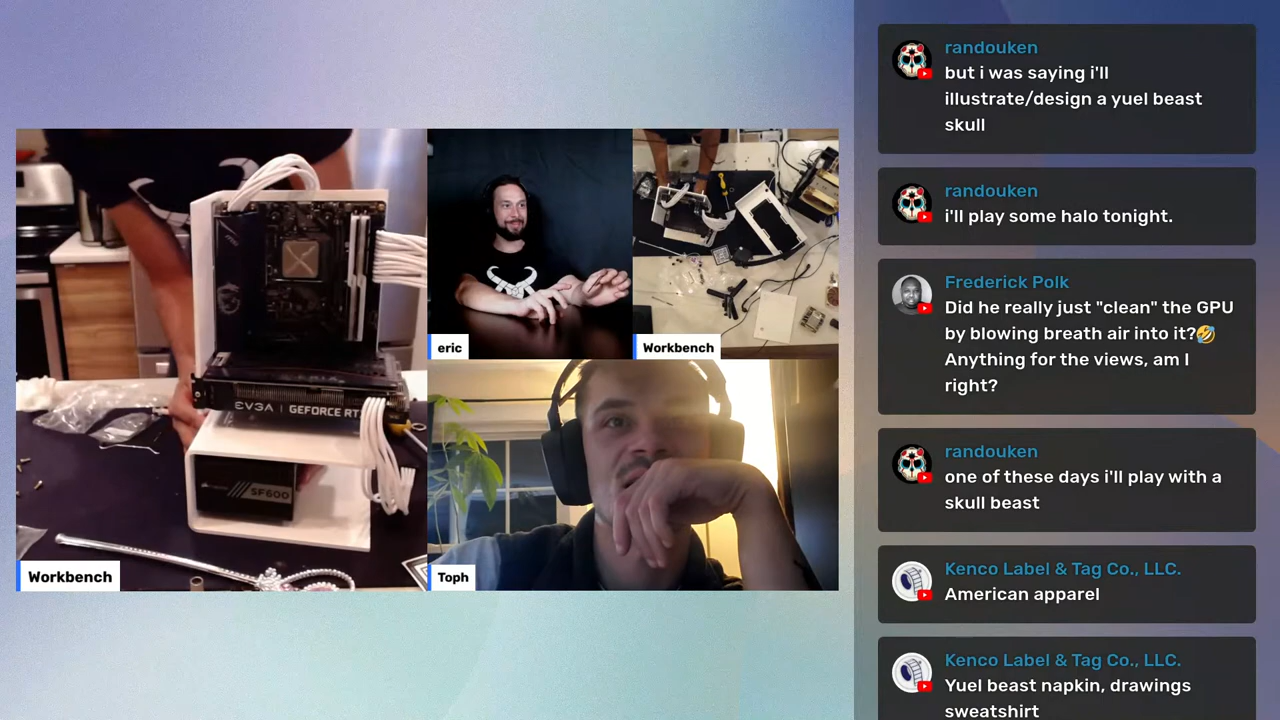 EVGA | GEFORCE RTX
SF600
Workbench
eric
Workbench
Toph
randouken
but i was saying i'll
illustrate/design a yuel beast
skull
randouken
i'll play some halo tonight.
Frederick Polk
Did he really just "clean" the GPU
by blowing breath air into it?🤣
Anything for the views, am I
right?
randouken
one of these days i'll play with a
skull beast
Kenco Label & Tag Co., LLC.
American apparel
Kenco Label & Tag Co., LLC.
Yuel beast napkin, drawings
sweatshirt